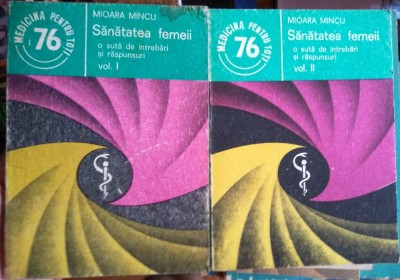 MEDICINA PENTRU TOȚI
76
MIOARA MINCU
Sănătatea femeii
o sută de întrebări
și răspunsuri
vol. I
MEDICINA PENTRU TOȚI
76
MIOARA MINCU
Sănătatea femeii
o sută de întrebări
și răspunsuri
vol. II